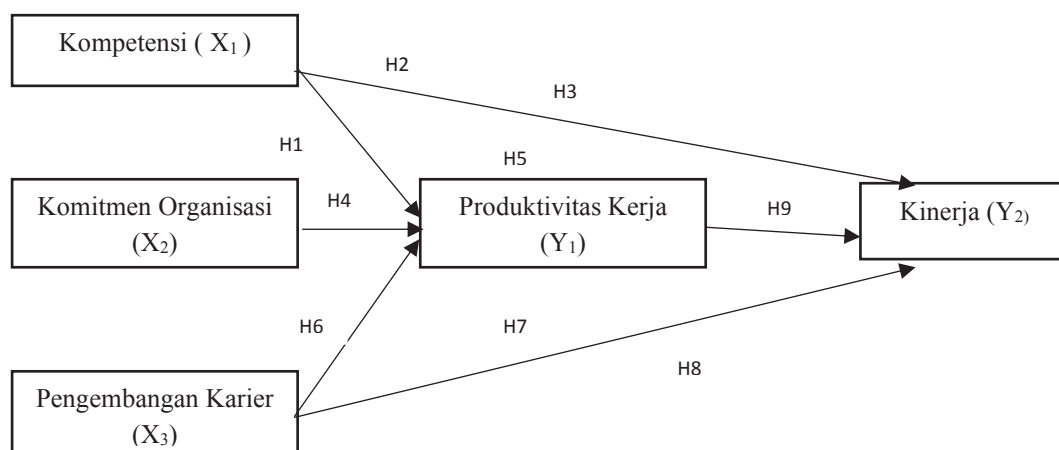 Kompetensi ( X₁ )
H2
H3
H1
H5
Komitmen Organisasi
(X₂)
H4
Produktivitas Kerja
(Y₁)
H9
Kinerja (Y₂)
H6
H7
H8
Pengembangan Karier
(X₃)